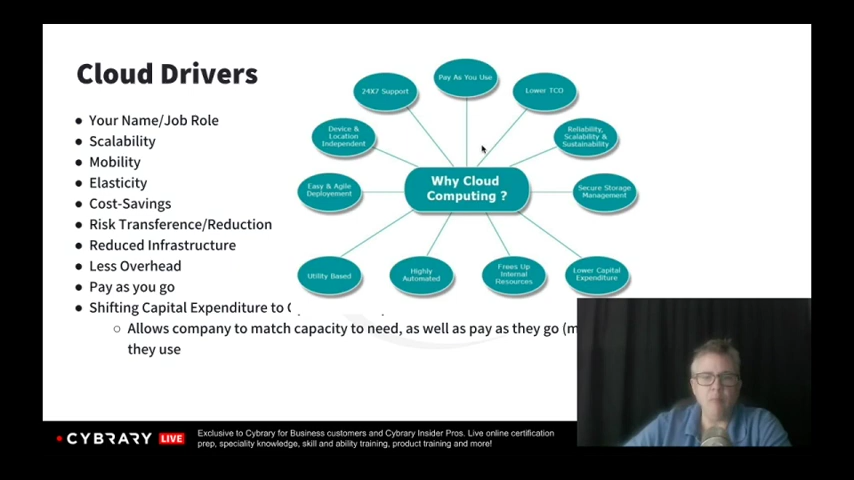 Cloud Drivers
Your Name/Job Role
Scalability
Mobility
Elasticity
Cost-Savings
Risk Transference/Reduction
Reduced Infrastructure
Less Overhead
Pay as you go
Shifting Capital Expenditure to
Allows company to match capacity to need, as well as pay as they go
they use
Pay As You Use
24X7 Support
Lower TCO
Device &
Location
Independent
Reliability,
Scalability &
Sustainability
Why Cloud
Computing ?
Easy & Agile
Deployement
Secure Storage
Management
Utility Based
Highly
Automated
Frees Up
Internal
Resources
Lower Capital
Expenditure
CYBRARY LIVE
Exclusive to Cybrary for Business customers and Cybrary Insider Pros. Live online certification
prep, speciality knowledge, skill and ability training, product training and more!